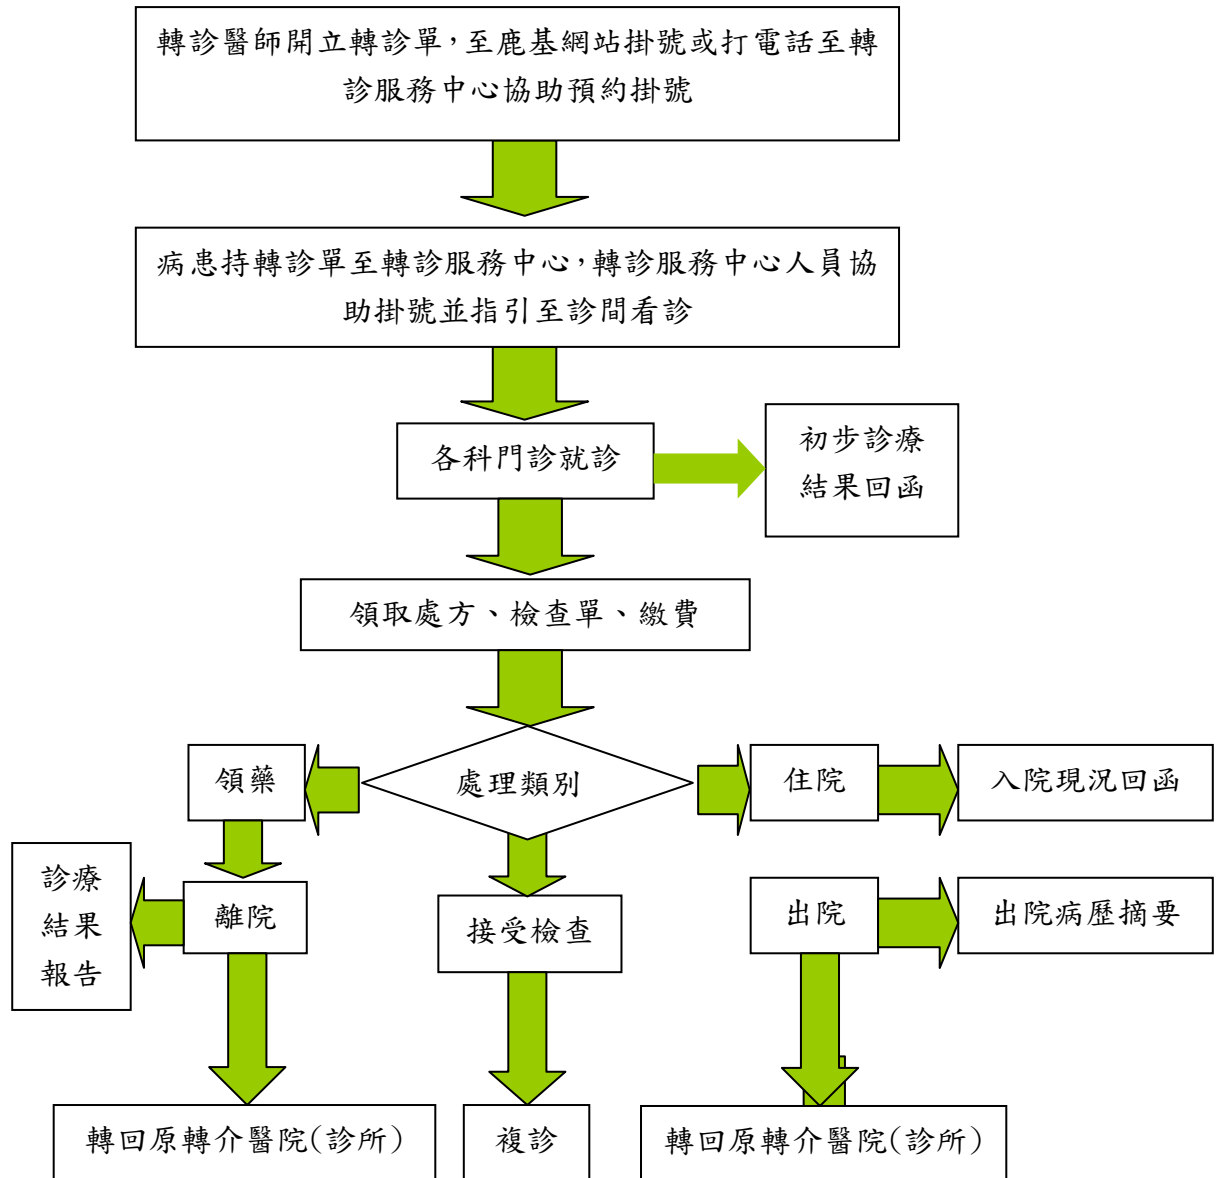 轉診醫師開立轉診單,至鹿基網站掛號或打電話至轉
診服務中心協助預約掛號
病患持轉診單至轉診服務中心,轉診服務中心人員協
助掛號並指引至診間看診
各科門診就診
初步診療
結果回函
領取處方、檢查單、繳費
處理類別
領藥
住院
入院現況回函
診療
結果
報告
離院
接受檢查
出院
出院病歷摘要
轉回原轉介醫院(診所)
複診
轉回原轉介醫院(診所)